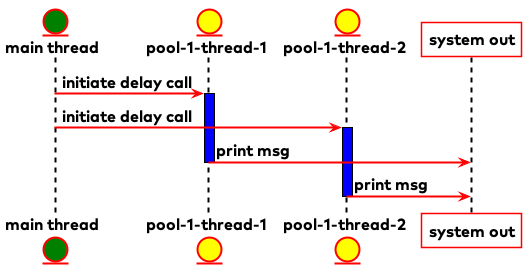 main thread
pool-1-thread-1
pool-1-thread-2
system out
initiate delay call
initiate delay call
print msg
print msg
main thread
pool-1-thread-1
pool-1-thread-2
system out